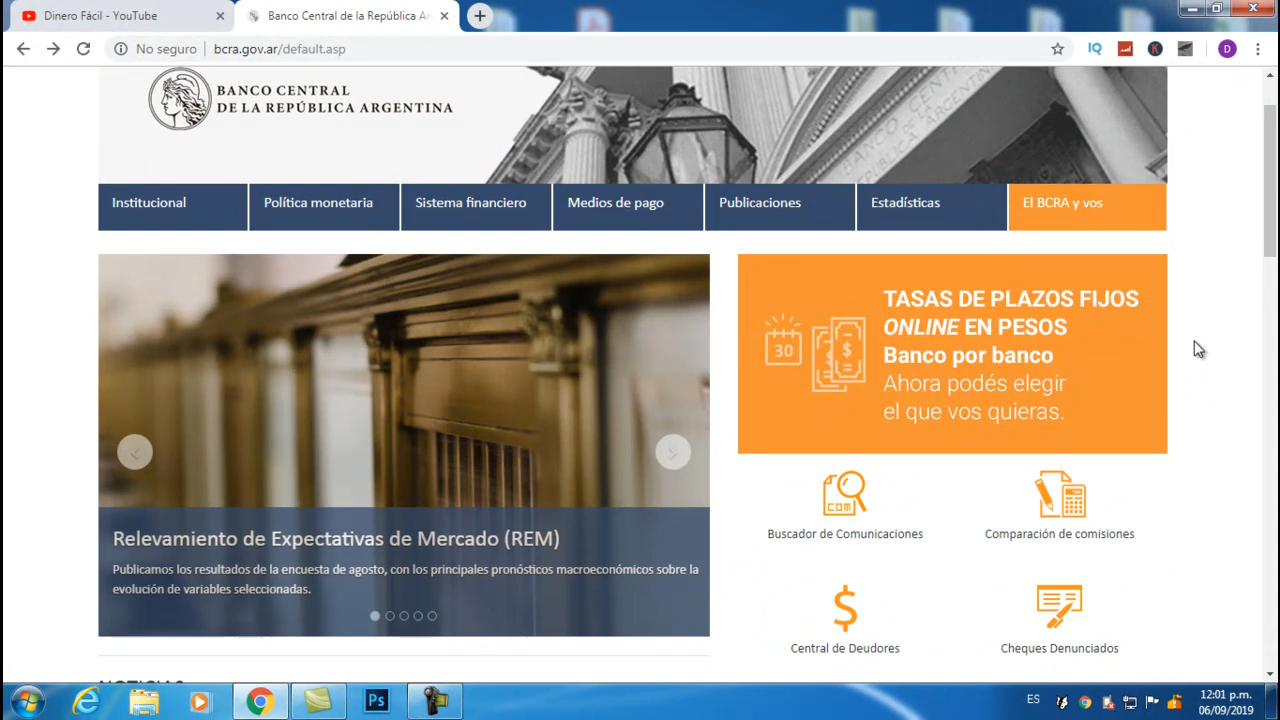 Dinero Fácil - YouTube
Banco Central de la República Ar
No seguro
bcra.gov.ar/default.asp
IQ
K
D
BANCO CENTRAL
DE LA REPÚBLICA ARGENTINA
Institucional
Política monetaria
Sistema financiero
Medios de pago
Publicaciones
Estadísticas
El BCRA y vos
TASAS DE PLAZOS FIJOS
ONLINE EN PESOS
Banco por banco
Ahora podés elegir
el que vos quieras.
30
$
Relevamiento de Expectativas de Mercado (REM)
Publicamos los resultados de la encuesta de agosto, con los principales pronósticos macroeconómicos sobre la
evolución de variables seleccionadas.
COM
Buscador de Comunicaciones
Comparación de comisiones
$
Central de Deudores
Cheques Denunciados
NOTICIAS
Ps
ES
12:01 p.m.
06/09/2019